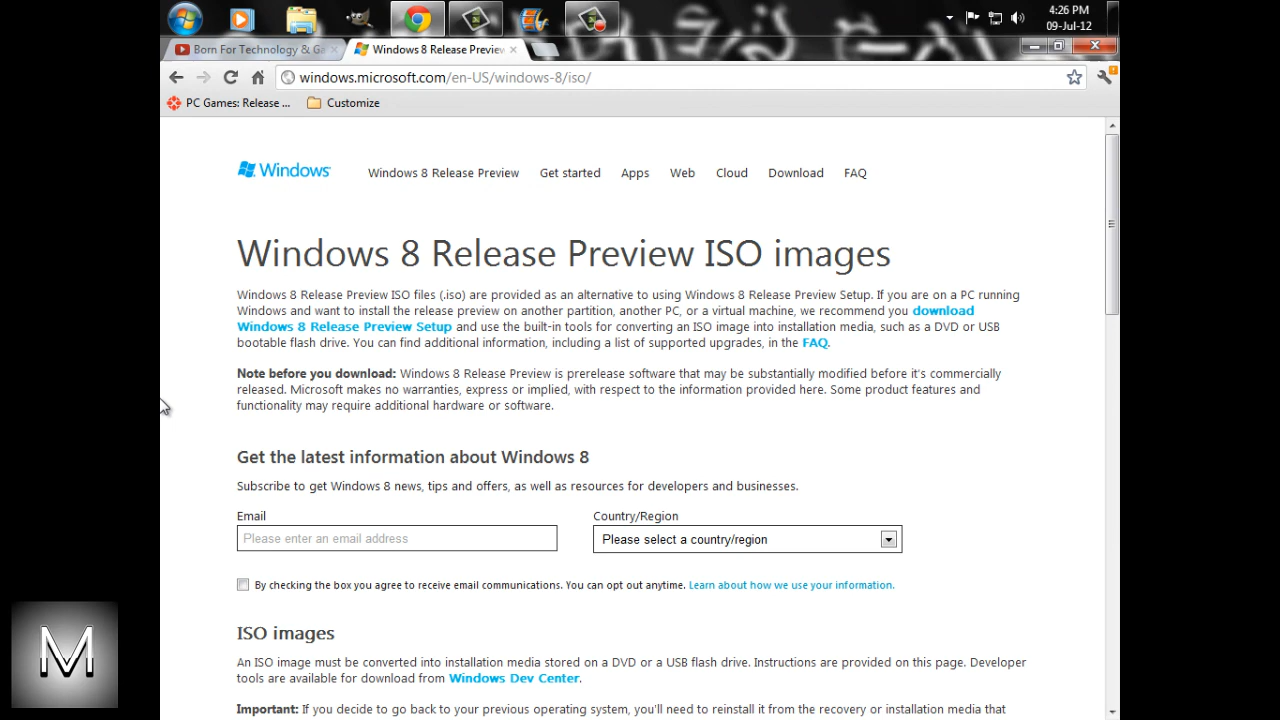 4:26 PM
09-Jul-12
Born For Technology & Ga
Windows 8 Release Preview
windows.microsoft.com/en-US/windows-8/iso/
PC Games: Release ...
Customize
Windows
Windows 8 Release Preview
Get started
Apps
Web
Cloud
Download
FAQ
Windows 8 Release Preview ISO images
Windows 8 Release Preview ISO files (.iso) are provided as an alternative to using Windows 8 Release Preview Setup. If you are on a PC running
Windows and want to install the release preview on another partition, another PC, or a virtual machine, we recommend you download
Windows 8 Release Preview Setup and use the built-in tools for converting an ISO image into installation media, such as a DVD or USB
bootable flash drive. You can find additional information, including a list of supported upgrades, in the FAQ.
Note before you download: Windows 8 Release Preview is prerelease software that may be substantially modified before it's commercially
released. Microsoft makes no warranties, express or implied, with respect to the information provided here. Some product features and
functionality may require additional hardware or software.
Get the latest information about Windows 8
Subscribe to get Windows 8 news, tips and offers, as well as resources for developers and businesses.
Email
Country/Region
Please enter an email address
Please select a country/region
By checking the box you agree to receive email communications. You can opt out anytime. Learn about how we use your information.
ISO images
An ISO image must be converted into installation media stored on a DVD or a USB flash drive. Instructions are provided on this page. Developer
tools are available for download from Windows Dev Center.
Important: If you decide to go back to your previous operating system, you'll need to reinstall it from the recovery or installation media that
M